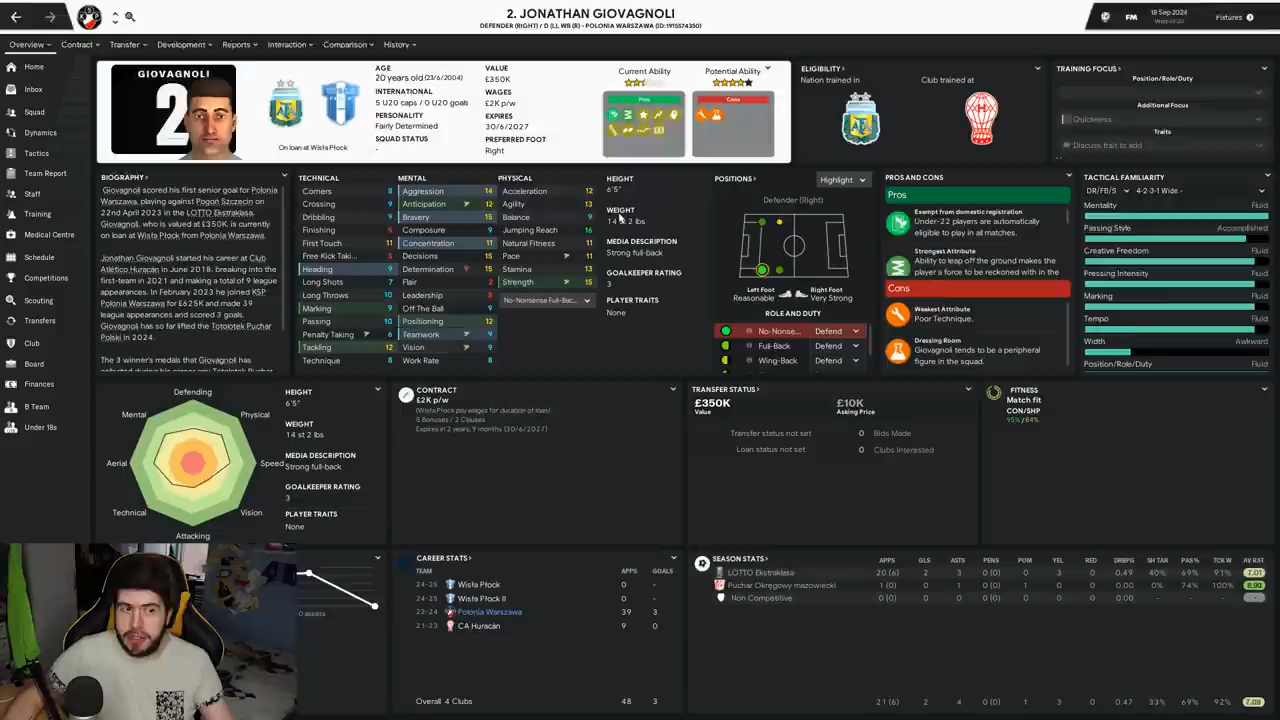 2. JONATHAN GIOVAGNOLI
DEFENDER (RIGHT) / D (L), WB (R) - POLONIA WARSZAWA (ID:1915574350)
FM
18 Sep 2024
Fixtures
Overview
Contract
Transfer
Development
Reports
Interaction
Comparison
History
Home
Inbox
Squad
Dynamics
Tactics
Team Report
Staff
Training
Medical Centre
Schedule
Competitions
Scouting
Transfers
Club
Board
Finances
B Team
Under 18s
GIOVAGNOLI
2
On loan at Wisła Płock
AGE
20 years old (23/6/2004)
INTERNATIONAL
5 U20 caps / 0 U20 goals
PERSONALITY
Fairly Determined
SQUAD STATUS
-
VALUE
£350K
WAGES
£2K p/w
EXPIRES
30/6/2027
PREFERRED FOOT
Right
Current Ability
Pros
Potential Ability
Cons
ELIGIBILITY>
Nation trained in
Club trained at
TRAINING FOCUS>
Position/Role/Duty
Additional Focus
Quickness
Traits
Discuss trait to add
BIOGRAPHY>
Giovagnoli scored his first senior goal for Polonia
Warszawa, playing against Pogoń Szczecin on
22nd April 2023 in the LOTTO Ekstraklasa.
Giovagnoli, who is valued at £350K is currently
on loan at Wisła Płock from Polonia Warszawa.
Jonathan Giovagnoli started his career at Club
Atlético Huracán in June 2018; breaking into the
first-team in 2021 and making a total of 9 league
appearances. In February 2023 he joined KSP
Polonia Warszawa for £625K and made 39
league appearances and scored 3 goals.
Giovagnoli has so far lifted the Totolotek Puchar
Polski in 2024.
The 3 winner's medals that Giovagnoli has
TECHNICAL
Corners 8
Crossing 9
Dribbling 9
Finishing 5
First Touch 11
Free Kick Taki... 5
Heading 9
Long Shots 7
Long Throws 10
Marking 9
Passing 10
Penalty Taking 6
Tackling 12
Technique 8
MENTAL
Aggression 14
Anticipation 12
Bravery 15
Composure 9
Concentration 11
Decisions 15
Determination 15
Flair 2
Leadership 5
Off The Ball 9
Positioning 12
Teamwork 9
Vision 9
Work Rate 8
PHYSICAL
Acceleration 12
Agility 13
Balance 9
Jumping Reach 16
Natural Fitness 11
Pace 11
Stamina 13
Strength 15
No-Nonsense Full-Bac...
HEIGHT
6'5"
WEIGHT
14 st 2 lbs
MEDIA DESCRIPTION
Strong full-back
GOALKEEPER RATING
3
PLAYER TRAITS
None
POSITIONS
Highlight
Defender (Right)
Left Foot
Reasonable
Right Foot
Very Strong
ROLE AND DUTY
No-Nonse... Defend
Full-Back Defend
Wing-Back Defend
PROS AND CONS
Pros
Exempt from domestic registration
Under-22 players are automatically
eligible to play in all matches.
Strongest Attribute
Ability to leap off the ground makes the
player a force to be reckoned with in the
Cons
Weakest Attribute
Poor Technique.
Dressing Room
Giovagnoli tends to be a peripheral
figure in the squad.
TACTICAL FAMILIARITY
DR/FB/S
4-2-3-1 Wide -
Mentality Fluid
Passing Style Accomplished
Creative Freedom Fluid
Pressing Intensity Fluid
Marking Fluid
Tempo Fluid
Width Awkward
Position/Role/Duty Fluid
Defending
Physical
Speed
Vision
Attacking
Technical
Aerial
Mental
HEIGHT
6'5"
WEIGHT
14 st 2 lbs
MEDIA DESCRIPTION
Strong full-back
GOALKEEPER RATING
3
PLAYER TRAITS
None
CONTRACT
£2K p/w
(Wisła Płock pay wages for duration of loan)
5 Bonuses / 2 Clauses
Expires in 2 years, 9 months (30/6/2027)
TRANSFER STATUS>
£350K
Value
£10K
Asking Price
Transfer status not set
0 Bids Made
Loan status not set
0 Clubs Interested
FITNESS
Match fit
CON/SHP
95% / 84%
0 assists
CAREER STATS>
TEAM APPS GOALS
24-25 Wisła Płock 0 -
24-25 Wisła Płock II 0 -
22-24 Polonia Warszawa 39 3
21-23 CA Huracán 9 0
Overall 4 Clubs 48 3
SEASON STATS>
APPS GLS ASTS PENS POM YEL RED DRBPG SH TAR PAS% TCK W AV RAT
LOTTO Ekstraklasa 20 (6) 2 3 0 (0) 0 3 0 0.49 40% 69% 91% 7.01
Puchar Okręgowy mazowiecki 1 (0) 0 1 0 (0) 1 0 0 0.00 - 74% 100% 8.90
Non Competitive 0 (0) 0 0 0 (0) 0 0 0 0.00 - - - -
21 (6) 2 4 0 (0) 1 3 0 0.47 33% 69% 92% 7.08